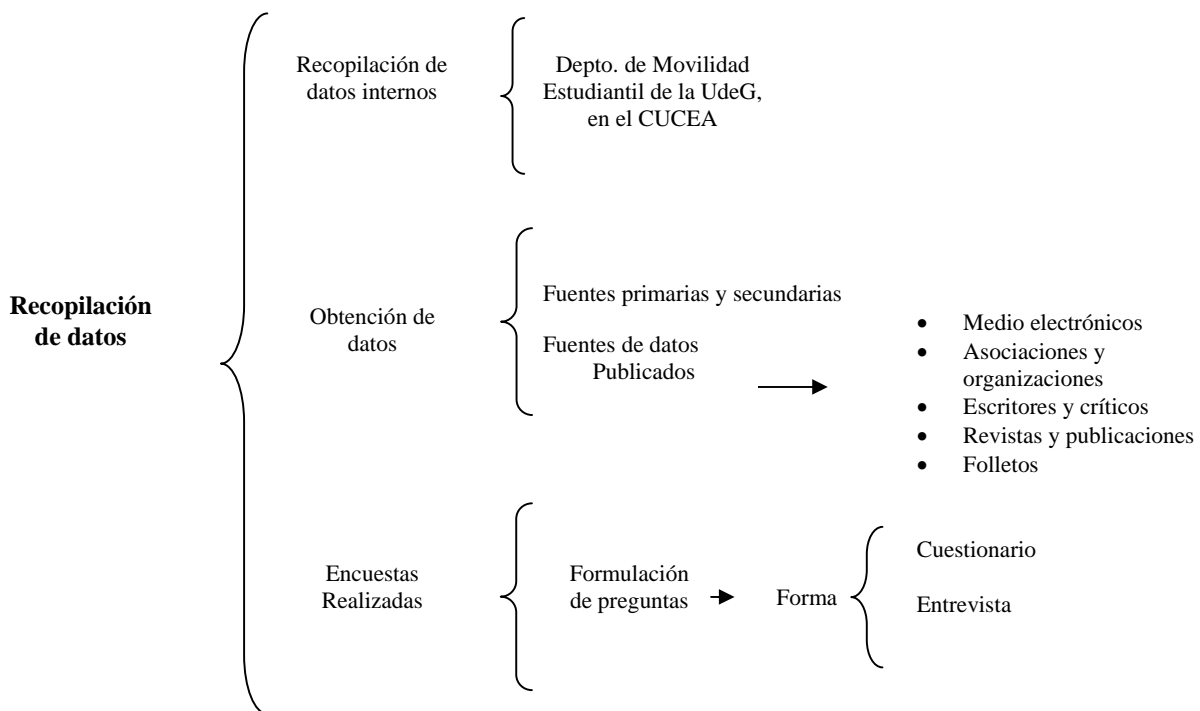 Recopilación
de datos
Recopilación de
datos internos
Depto. de Movilidad
Estudiantil de la UdeG,
en el CUCEA
Obtención de
datos
Fuentes primarias y secundarias
Fuentes de datos
Publicados
• Medio electrónicos
• Asociaciones y
organizaciones
• Escritores y críticos
• Revistas y publicaciones
• Folletos
Encuestas
Realizadas
Formulación
de preguntas
Forma
Cuestionario
Entrevista